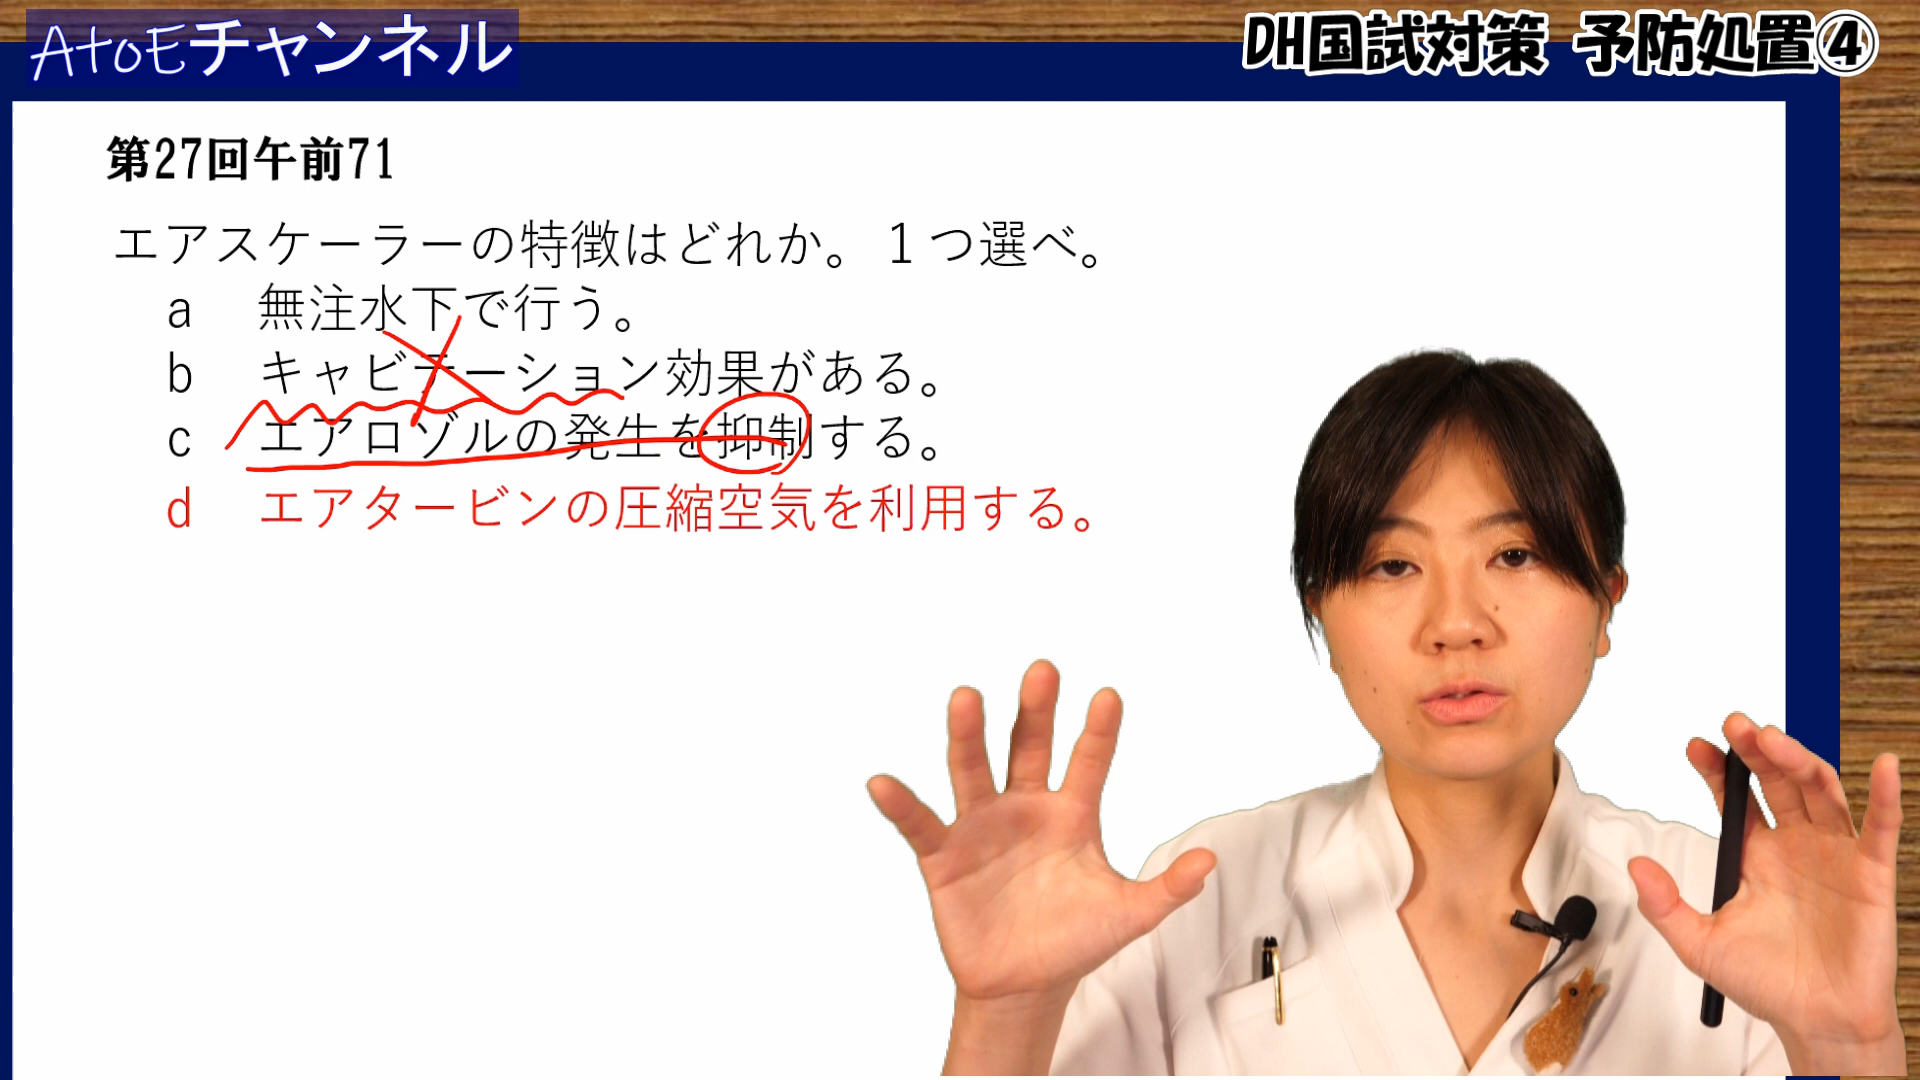 AtoEチャンネル
DH国試対策 予防処置④
第27回午前71
エアスケーラーの特徴はどれか。１つ選べ。
a 無注水下で行う。
b キャビテーション効果がある。
c エアロゾルの発生を抑制する。
d エアタービンの圧縮空気を利用する。